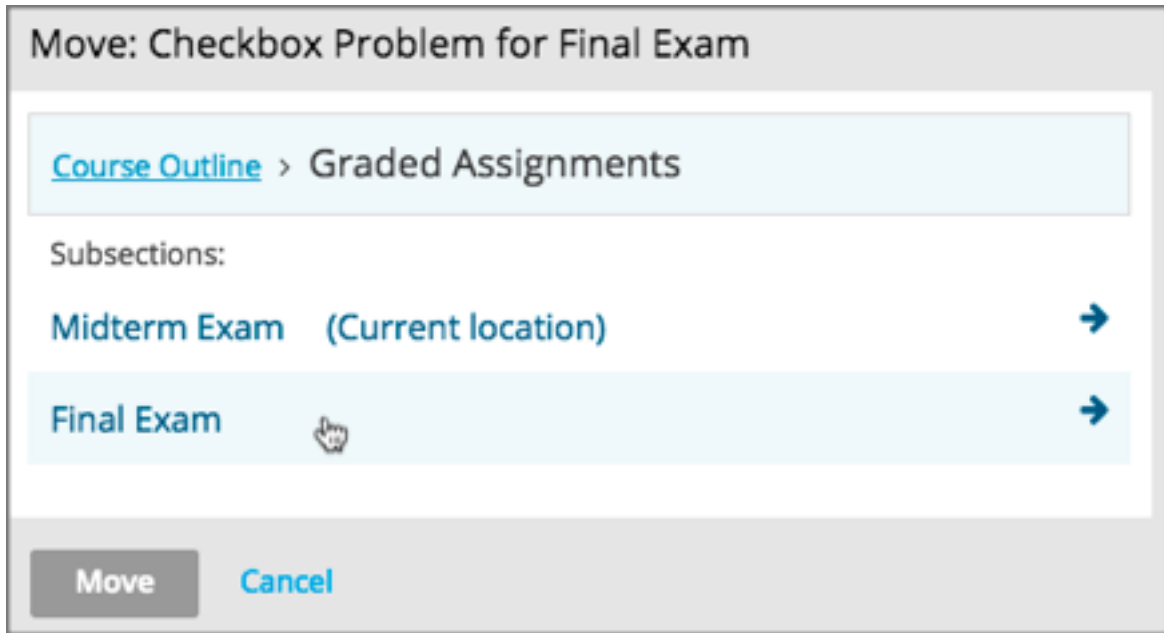 Move: Checkbox Problem for Final Exam
Course Outline > Graded Assignments
Subsections:
Midterm Exam (Current location)
Final Exam
Move Cancel